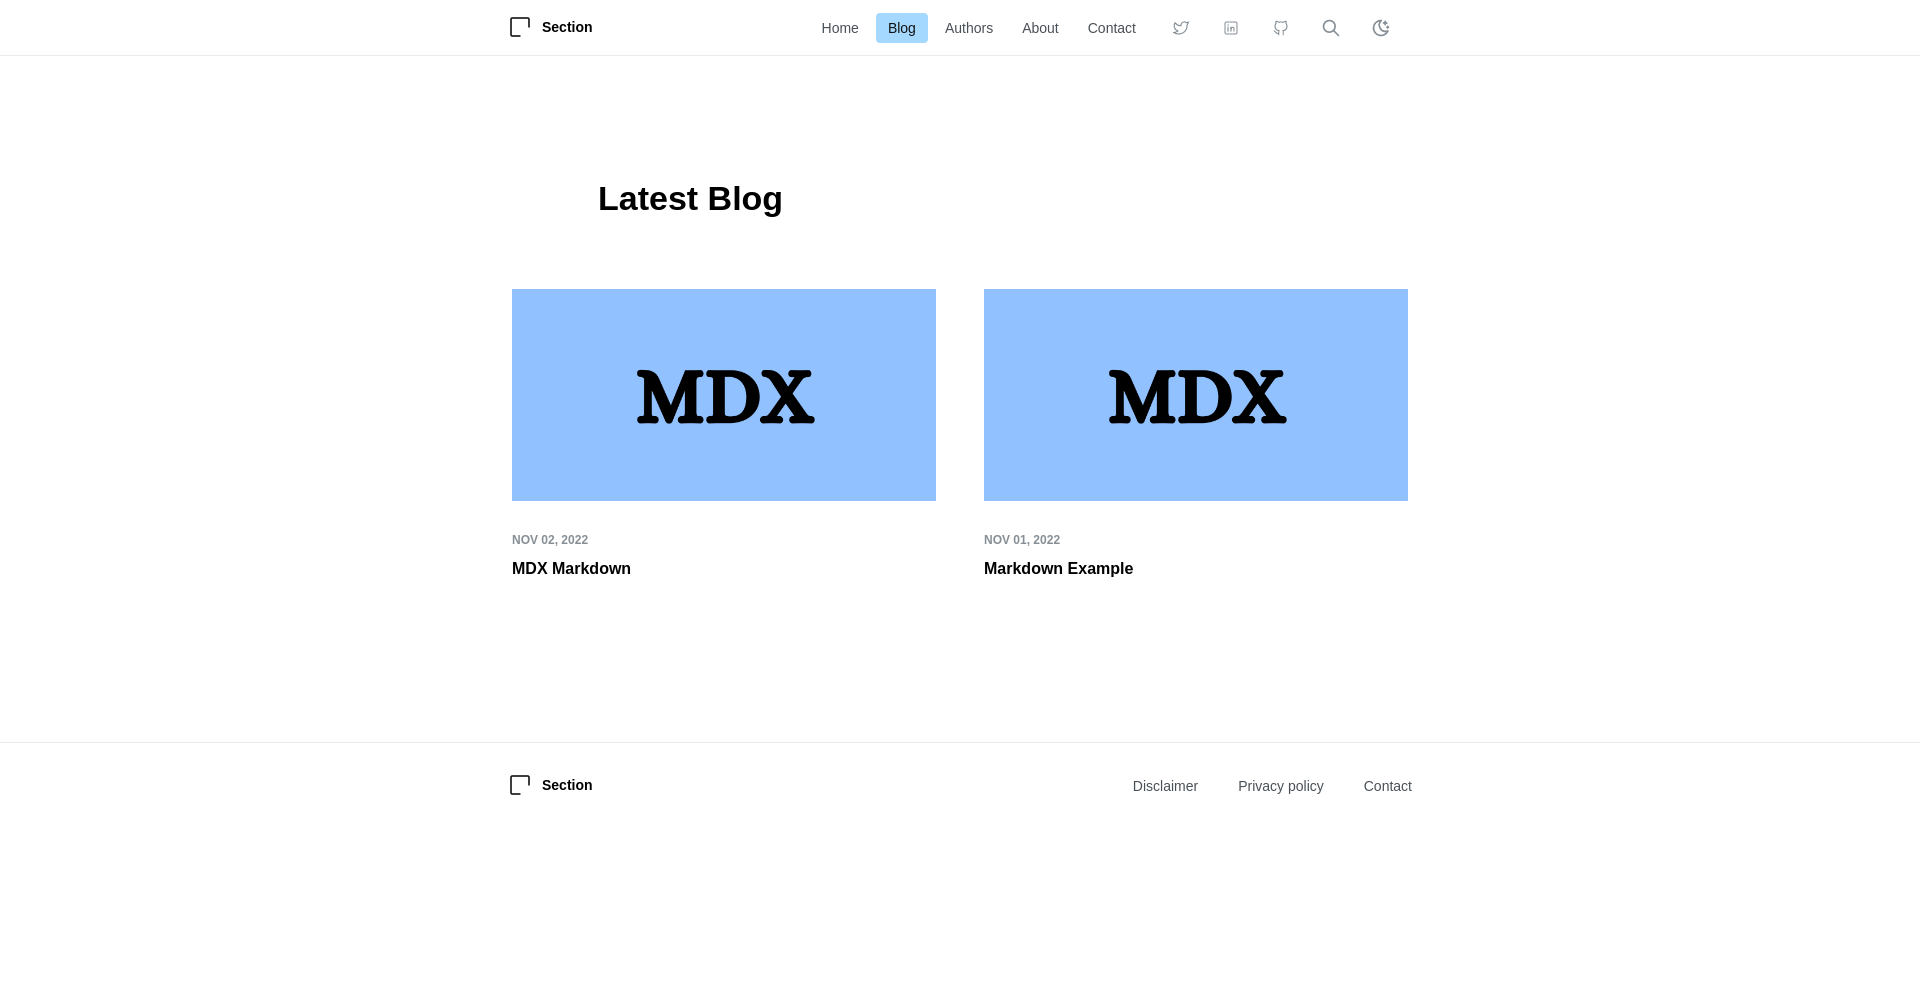 Section
Home Blog Authors About Contact
Latest Blog
MDX MDX
NOV 02, 2022 NOV 01, 2022
MDX Markdown Markdown Example
Section
Disclaimer Privacy policy Contact